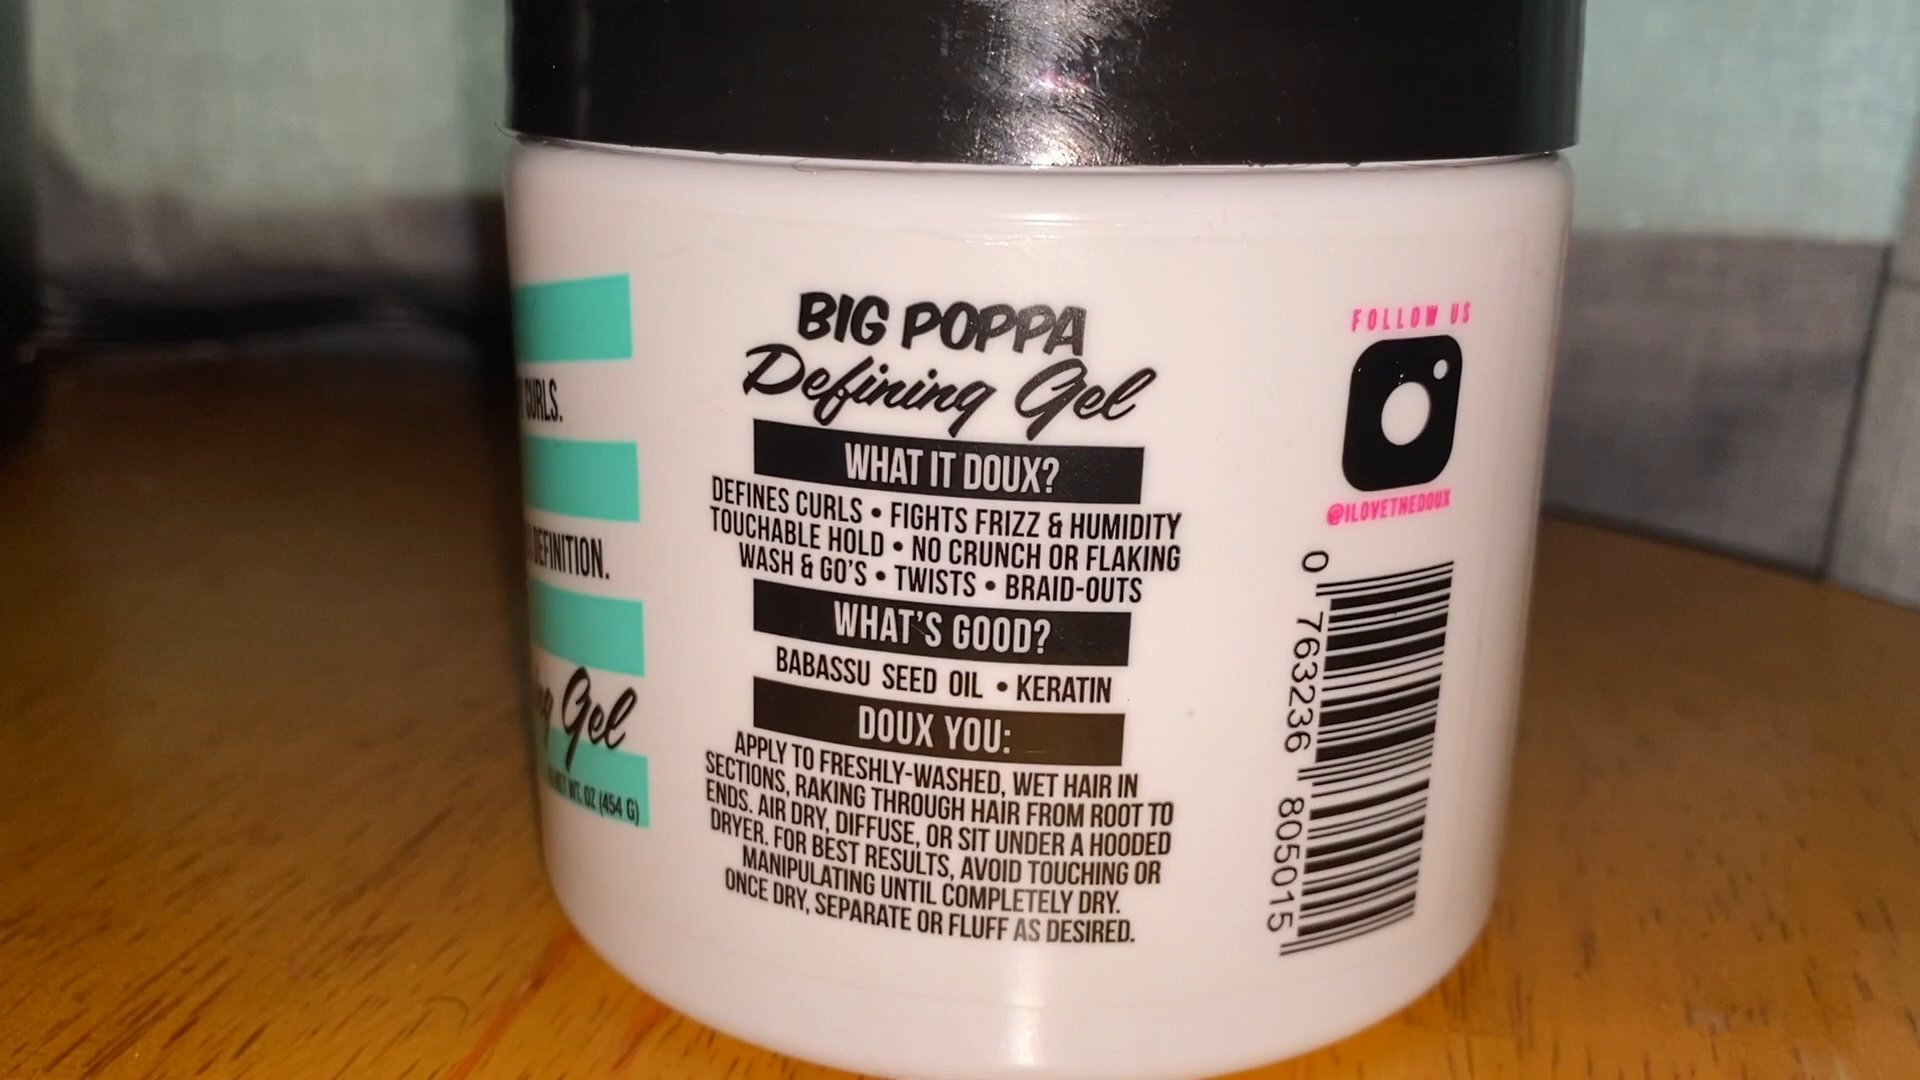 CURLS.
DEFINITION.
Gel
NET WT. OZ (454 G)
BIG POPPA
Defining Gel
WHAT IT DOUX?
DEFINES CURLS • FIGHTS FRIZZ & HUMIDITY
TOUCHABLE HOLD • NO CRUNCH OR FLAKING
WASH & GO'S • TWISTS • BRAID-OUTS
WHAT'S GOOD?
BABASSU SEED OIL • KERATIN
DOUX YOU:
APPLY TO FRESHLY-WASHED, WET HAIR IN
SECTIONS, RAKING THROUGH HAIR FROM ROOT TO
ENDS. AIR DRY, DIFFUSE, OR SIT UNDER A HOODED
DRYER. FOR BEST RESULTS, AVOID TOUCHING OR
MANIPULATING UNTIL COMPLETELY DRY.
ONCE DRY, SEPARATE OR FLUFF AS DESIRED.
FOLLOW US
@ILOVETHEDOUX
0 763236 805015